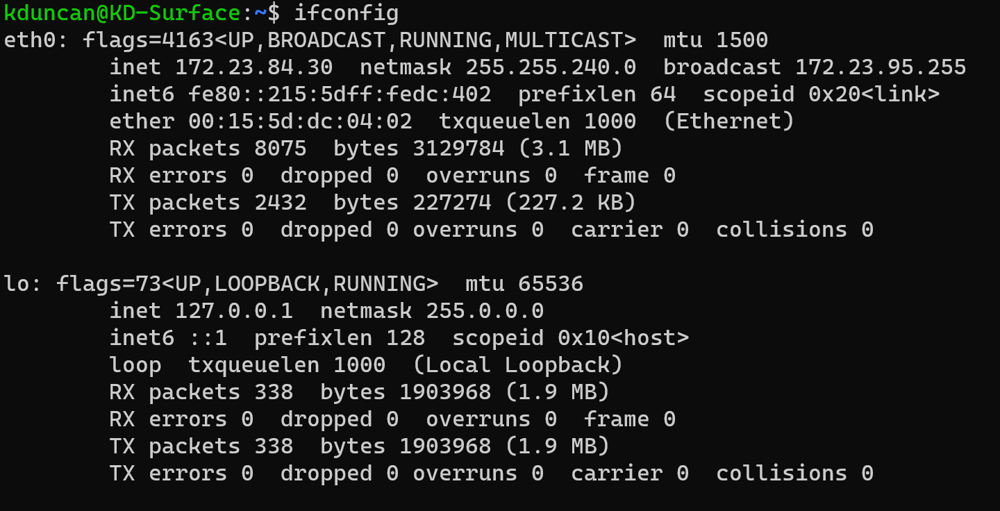 kduncan@KD-Surface:~$ ifconfig
eth0: flags=4163<UP,BROADCAST,RUNNING,MULTICAST>  mtu 1500
        inet 172.23.84.30  netmask 255.255.240.0  broadcast 172.23.95.255
        inet6 fe80::215:5dff:fedc:402  prefixlen 64  scopeid 0x20<link>
        ether 00:15:5d:dc:04:02  txqueuelen 1000  (Ethernet)
        RX packets 8075  bytes 3129784 (3.1 MB)
        RX errors 0  dropped 0  overruns 0  frame 0
        TX packets 2432  bytes 227274 (227.2 KB)
        TX errors 0  dropped 0 overruns 0  carrier 0  collisions 0

lo: flags=73<UP,LOOPBACK,RUNNING>  mtu 65536
        inet 127.0.0.1  netmask 255.0.0.0
        inet6 ::1  prefixlen 128  scopeid 0x10<host>
        loop  txqueuelen 1000  (Local Loopback)
        RX packets 338  bytes 1903968 (1.9 MB)
        RX errors 0  dropped 0  overruns 0  frame 0
        TX packets 338  bytes 1903968 (1.9 MB)
        TX errors 0  dropped 0 overruns 0  carrier 0  collisions 0